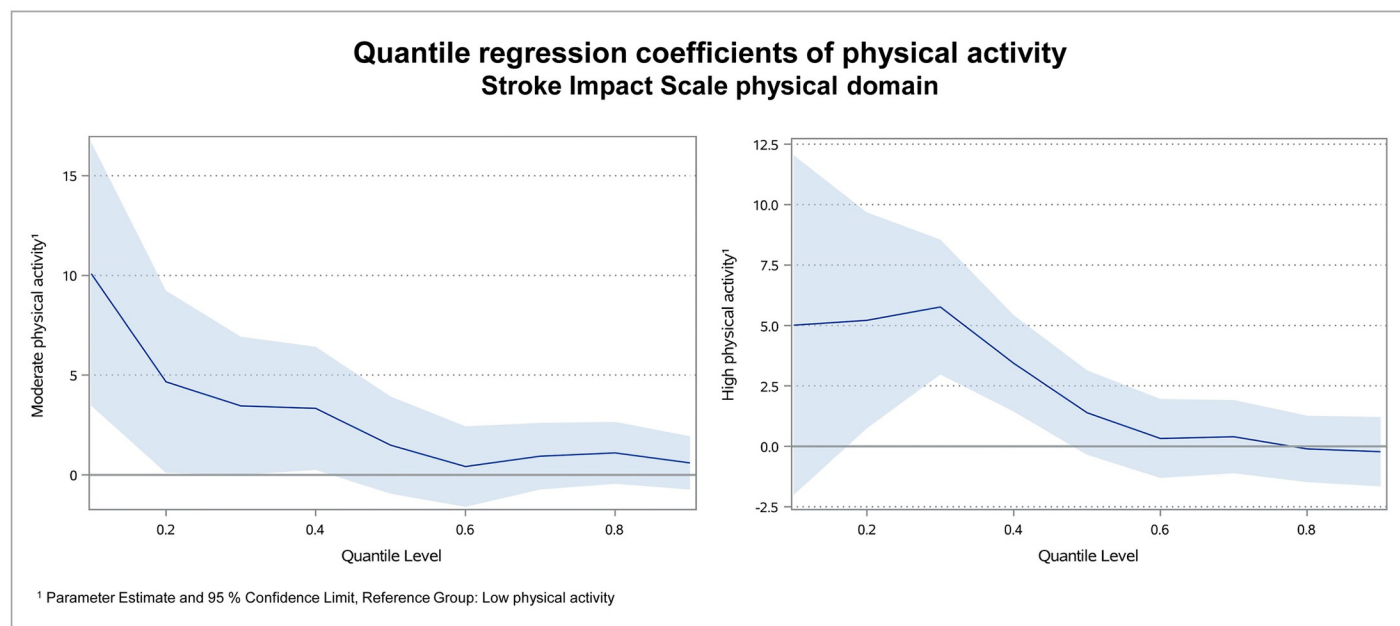 Quantile regression coefficients of physical activity
Stroke Impact Scale physical domain
Moderate physical activity¹
15
10
5
0
0.2
0.4
0.6
0.8
Quantile Level
High physical activity¹
12.5
10.0
7.5
5.0
2.5
0.0
-2.5
0.2
0.4
0.6
0.8
Quantile Level
¹ Parameter Estimate and 95 % Confidence Limit, Reference Group: Low physical activity